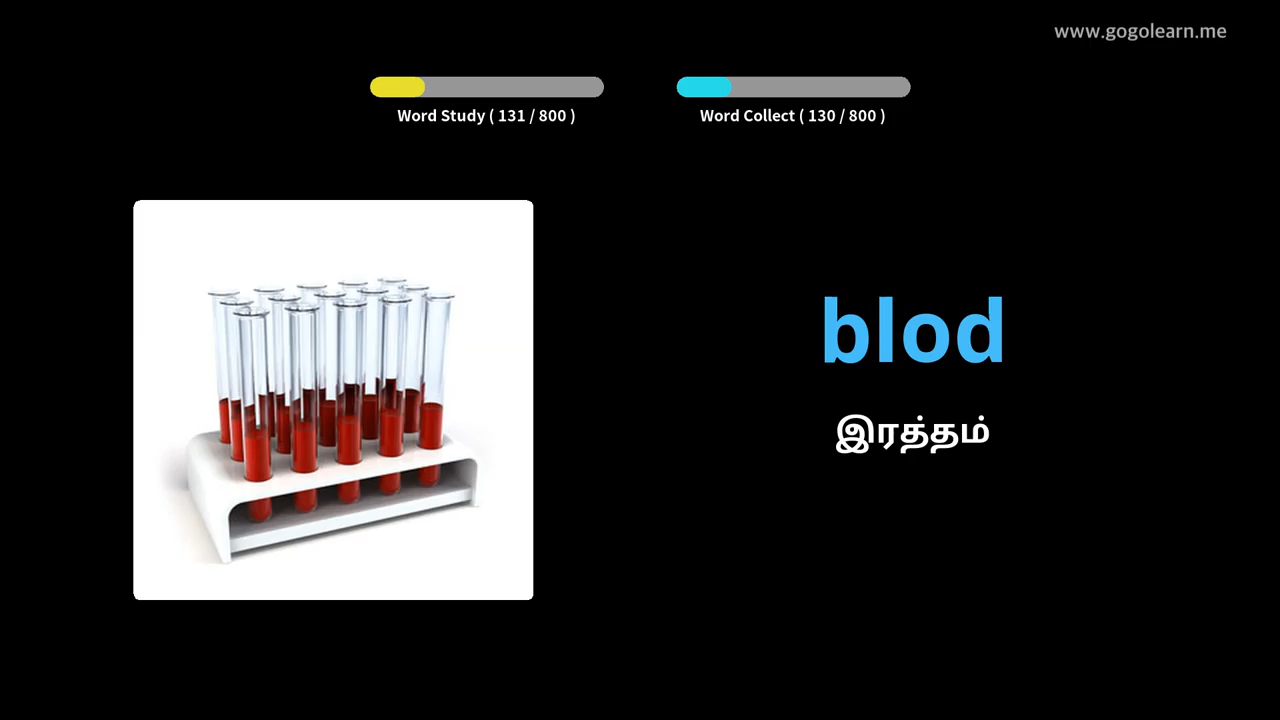 www.gogolearn.me
Word Study ( 131 / 800 )
Word Collect ( 130 / 800 )
blod
இரத்தம்